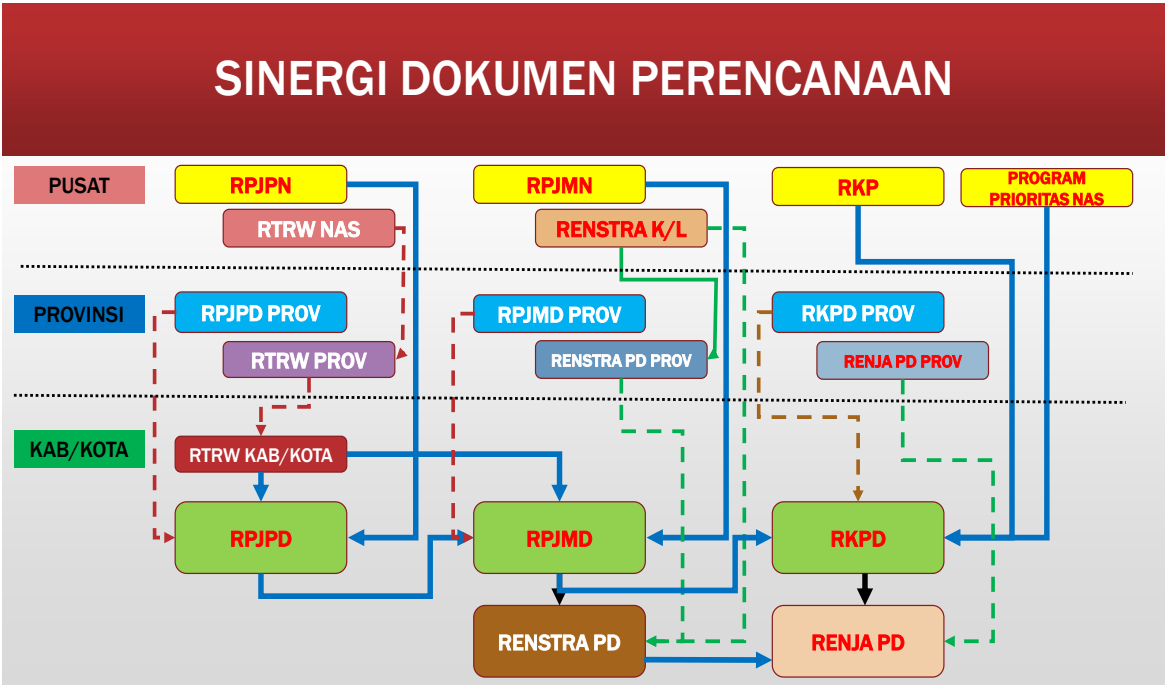 SINERGI DOKUMEN PERENCANAAN
PUSAT
RPJPN
RPJMN
RKP
PROGRAM
PRIORITAS NAS
RTRW NAS
RENSTRA K/L
PROVINSI
RPJPD PROV
RPJMD PROV
RKPD PROV
RTRW PROV
RENSTRA PD PROV
RENJA PD PROV
KAB/KOTA
RTRW KAB/KOTA
RPJPD
RPJMD
RKPD
RENSTRA PD
RENJA PD